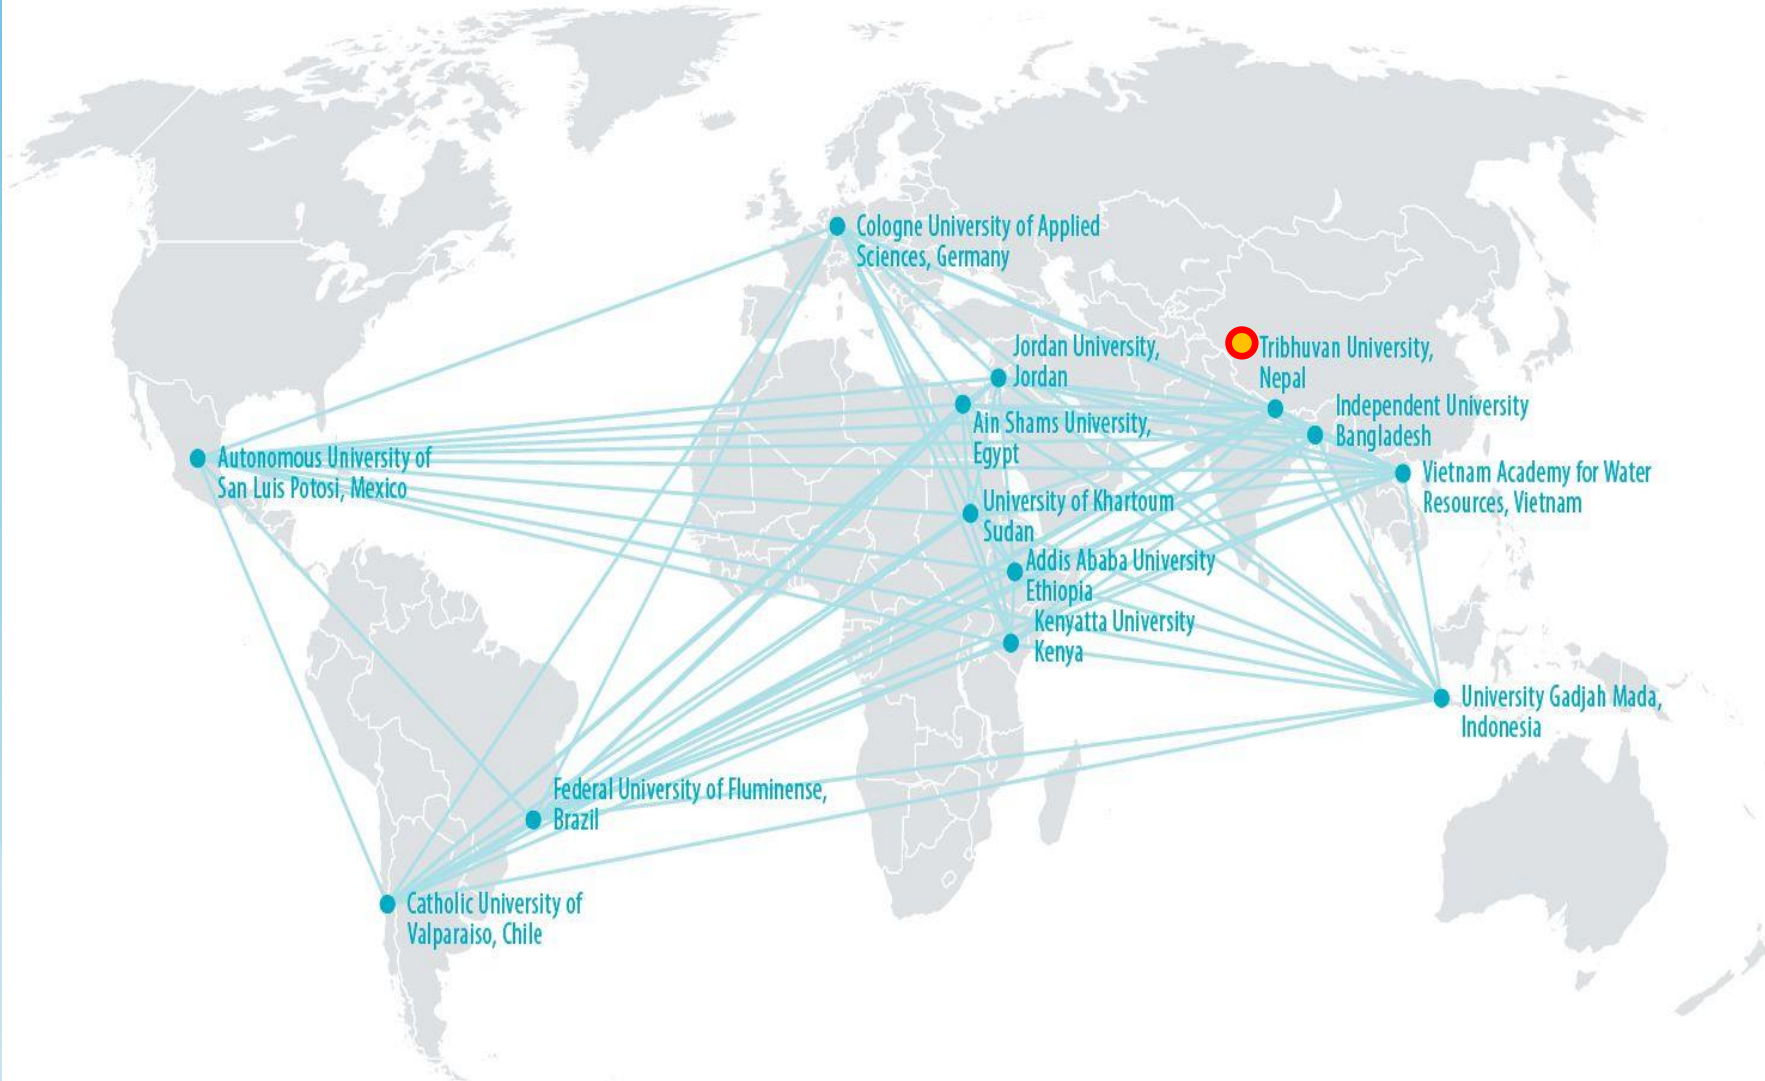 Cologne University of Applied
Sciences, Germany
Jordan University,
Jordan
Tribhuvan University,
Nepal
Ain Shams University,
Egypt
Independent University
Bangladesh
Autonomous University of
San Luis Potosi, Mexico
Vietnam Academy for Water
Resources, Vietnam
University of Khartoum
Sudan
Addis Ababa University
Ethiopia
Kenyatta University
Kenya
University Gadjah Mada,
Indonesia
Federal University of Fluminense,
Brazil
Catholic University of
Valparaiso, Chile